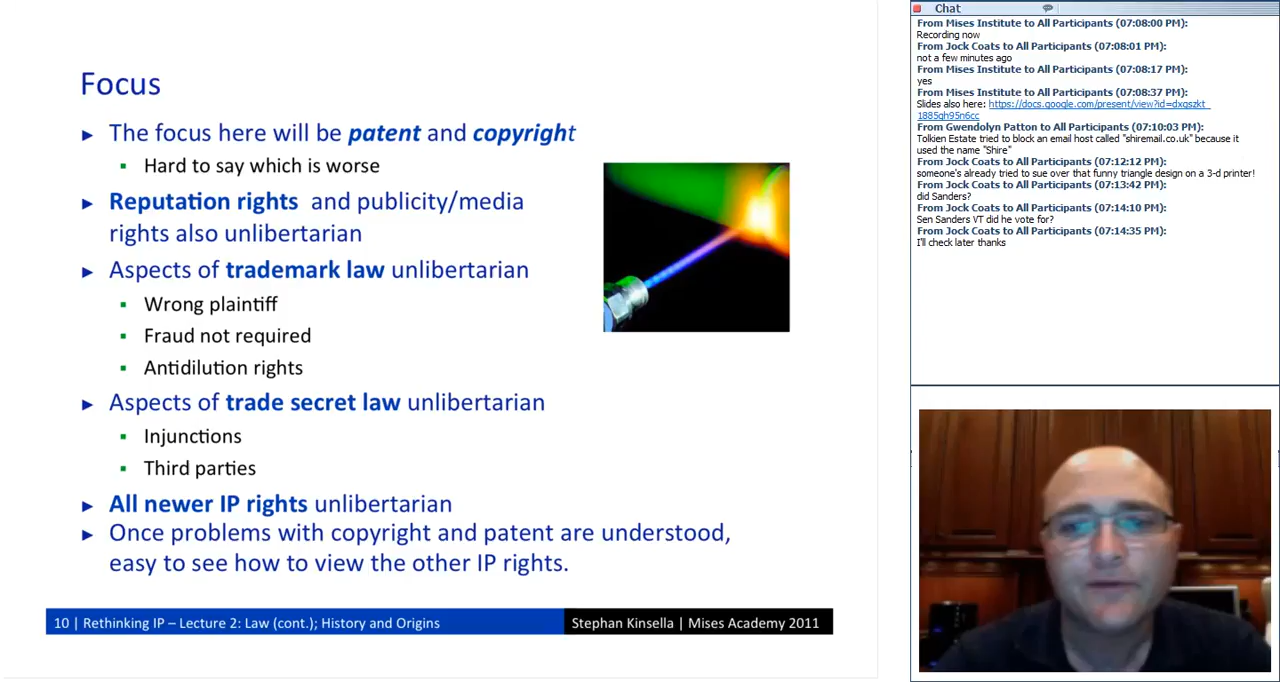 Focus
► The focus here will be patent and copyright
▪ Hard to say which is worse
► Reputation rights and publicity/media
rights also unlibertarian
► Aspects of trademark law unlibertarian
▪ Wrong plaintiff
▪ Fraud not required
▪ Antidilution rights
► Aspects of trade secret law unlibertarian
▪ Injunctions
▪ Third parties
► All newer IP rights unlibertarian
► Once problems with copyright and patent are understood,
easy to see how to view the other IP rights.
10 | Rethinking IP – Lecture 2: Law (cont.); History and Origins
Stephan Kinsella | Mises Academy 2011
Chat
From Mises Institute to All Participants (07:08:00 PM):
Recording now
From Jock Coats to All Participants (07:08:01 PM):
not a few minutes ago
From Mises Institute to All Participants (07:08:17 PM):
yes
From Mises Institute to All Participants (07:08:37 PM):
Slides also here: https://docs.google.com/present/view?id=dxgszkt_
1885gh95n6cc
From Gwendolyn Patton to All Participants (07:10:03 PM):
Tolkien Estate tried to block an email host called "shiremail.co.uk" because it
used the name "Shire"
From Jock Coats to All Participants (07:12:12 PM):
someone's already tried to sue over that funny triangle design on a 3-d printer!
From Jock Coats to All Participants (07:13:42 PM):
did Sanders?
From Jock Coats to All Participants (07:14:10 PM):
Sen Sanders VT did he vote for?
From Jock Coats to All Participants (07:14:35 PM):
I'll check later thanks